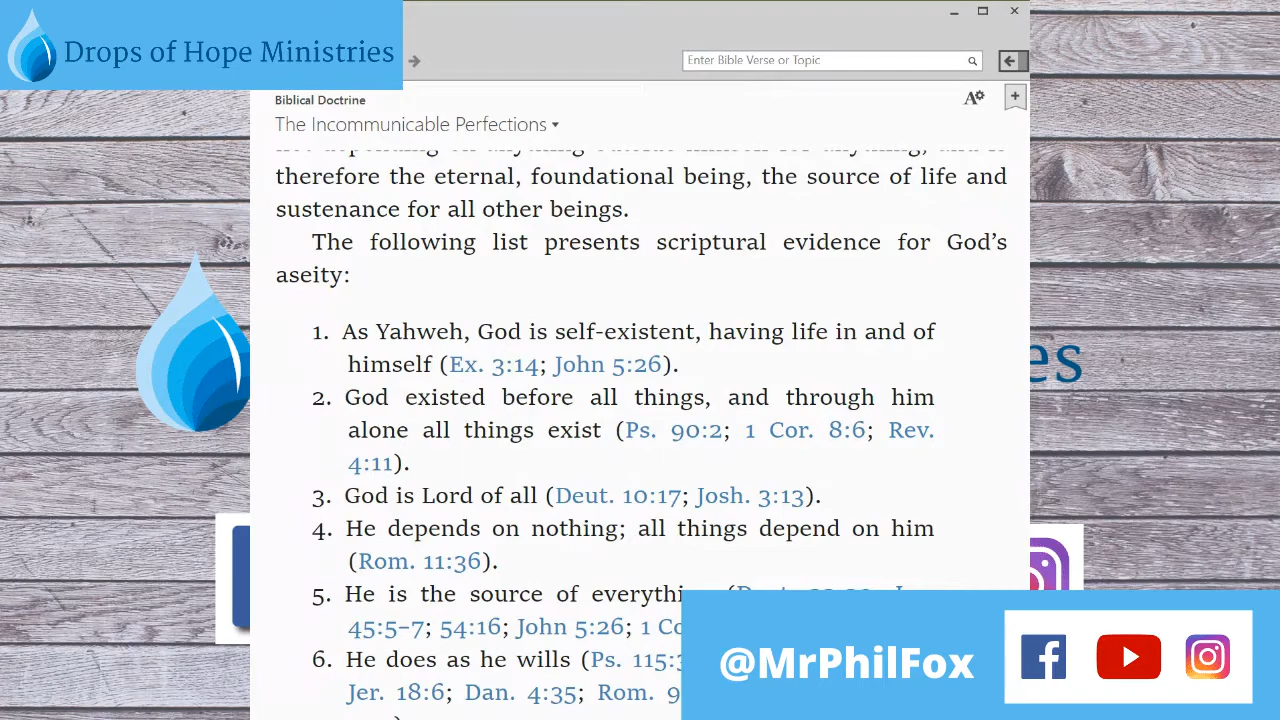 Drops of Hope Ministries
Enter Bible Verse or Topic
Biblical Doctrine
The Incommunicable Perfections
therefore the eternal, foundational being, the source of life and
sustenance for all other beings.
The following list presents scriptural evidence for God’s
aseity:
1. As Yahweh, God is self-existent, having life in and of
himself (Ex. 3:14; John 5:26).
2. God existed before all things, and through him
alone all things exist (Ps. 90:2; 1 Cor. 8:6; Rev.
4:11).
3. God is Lord of all (Deut. 10:17; Josh. 3:13).
4. He depends on nothing; all things depend on him
(Rom. 11:36).
5. He is the source of
45:5–7; 54:16; John 5:26; 1
6. He does as he wills (Ps. 115:
Jer. 18:6; Dan. 4:35; Rom. 9
@MrPhilFox